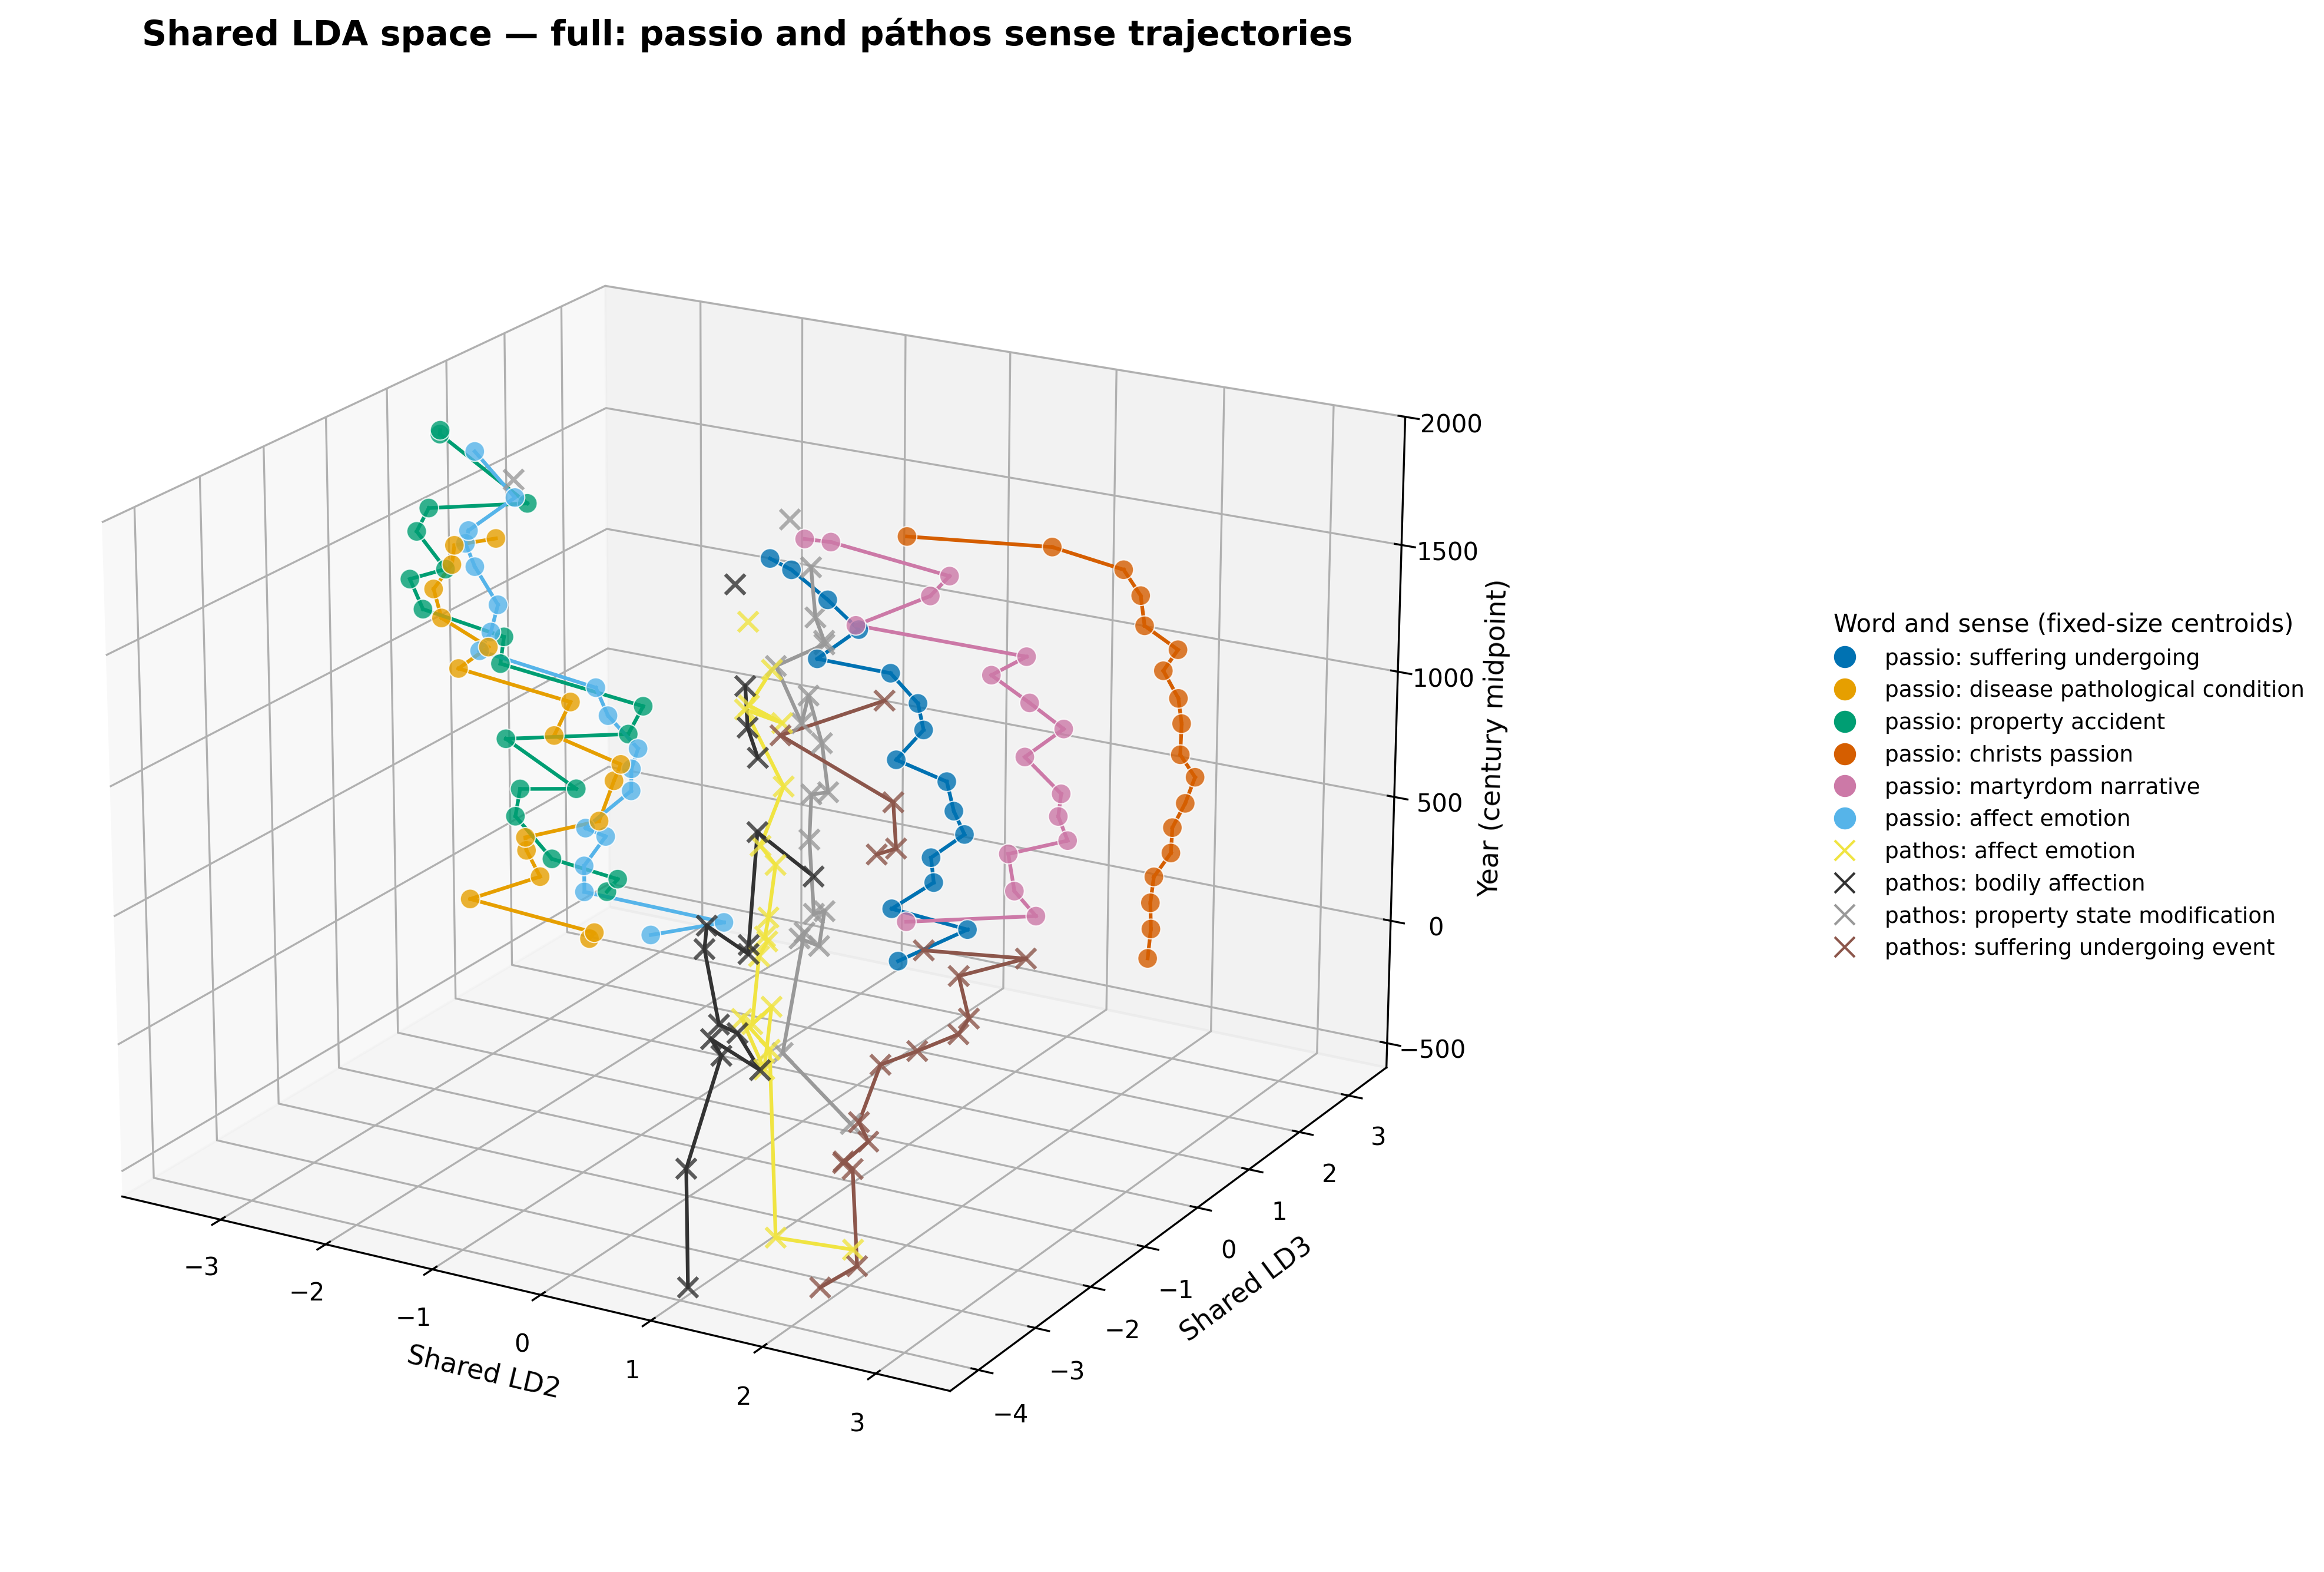 Shared LDA space — full: passio and páthos sense trajectories
2000
1500
1000
500
0
−500
Year (century midpoint)
3
2
1
0
−1
−2
−3
−4
Shared LD3
−3
−2
−1
0
1
2
3
Shared LD2
Word and sense (fixed-size centroids)
passio: suffering undergoing
passio: disease pathological condition
passio: property accident
passio: christs passion
passio: martyrdom narrative
passio: affect emotion
pathos: affect emotion
pathos: bodily affection
pathos: property state modification
pathos: suffering undergoing event